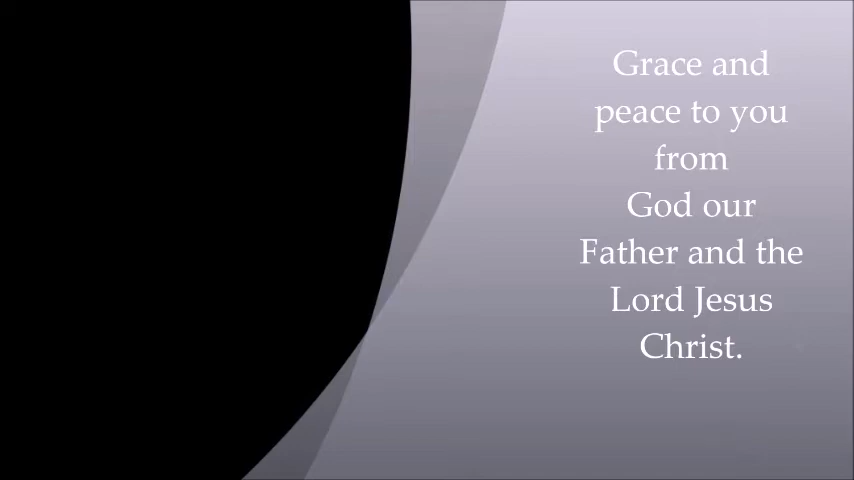 Grace and
peace to you
from
God our
Father and the
Lord Jesus
Christ.